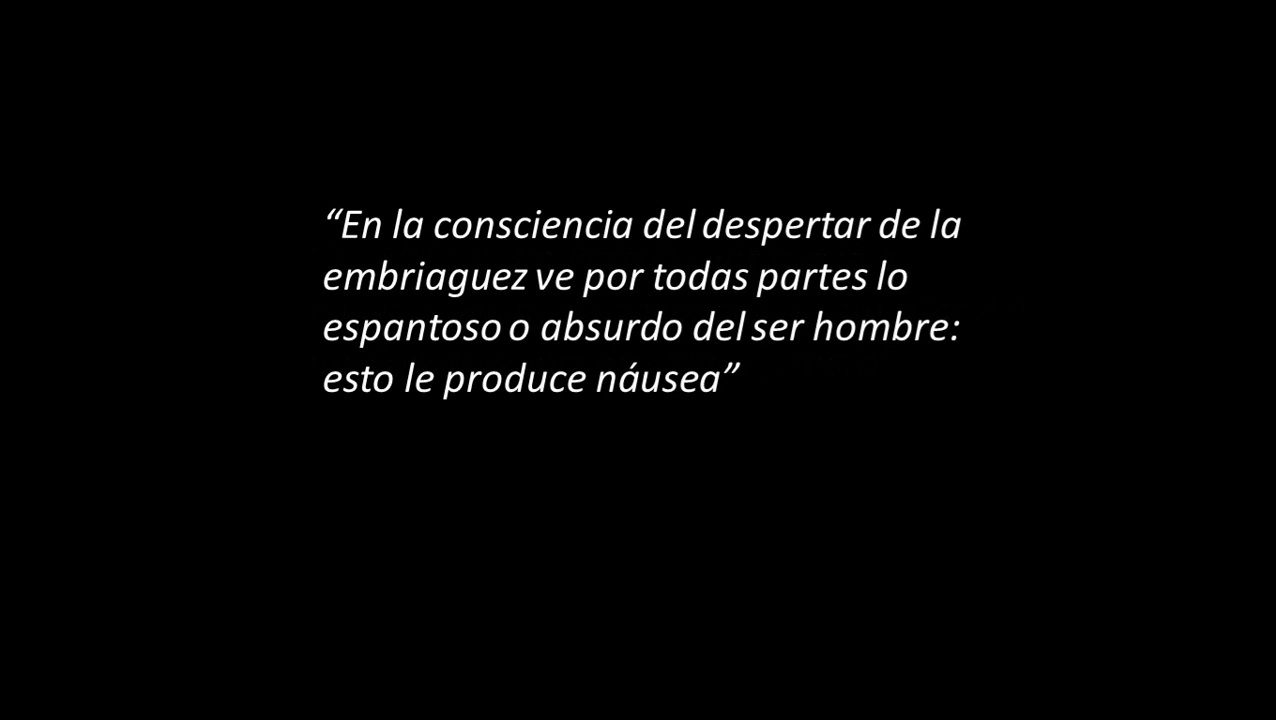 “En la consciencia del despertar de la
embriaguez ve por todas partes lo
espantoso o absurdo del ser hombre:
esto le produce náusea”